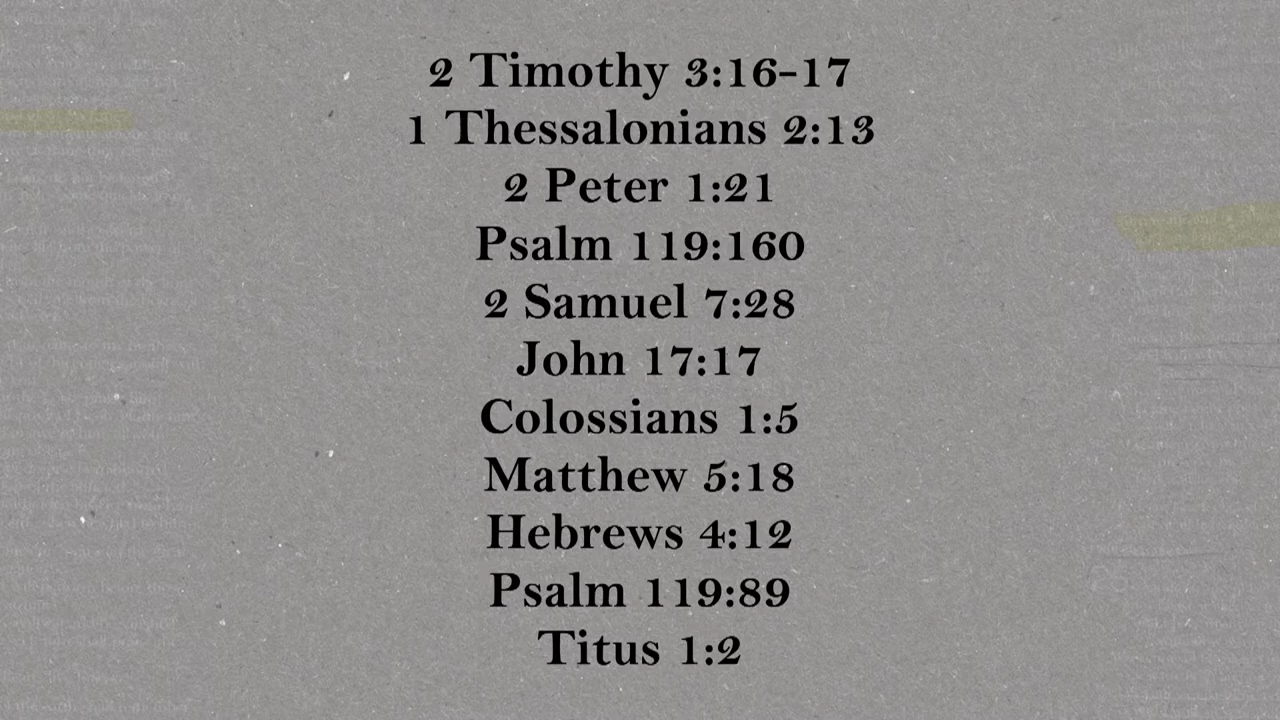 2 Timothy 3:16-17
1 Thessalonians 2:13
2 Peter 1:21
Psalm 119:160
2 Samuel 7:28
John 17:17
Colossians 1:5
Matthew 5:18
Hebrews 4:12
Psalm 119:89
Titus 1:2